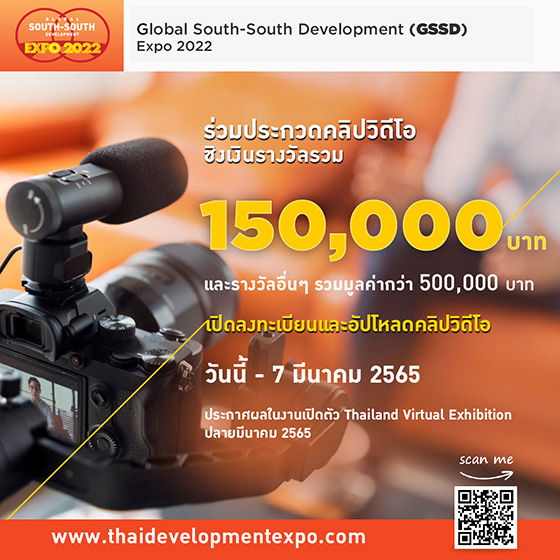 GLOBAL
SOUTH-SOUTH
DEVELOPMENT
EXPO 2022
Global South-South Development (GSSD)
Expo 2022
ร่วมประกวดคลิปวิดีโอ
ชิงเงินรางวัลรวม
150,000 บาท
และรางวัลอื่นๆ รวมมูลค่ากว่า 500,000 บาท
เปิดลงทะเบียนและอัปโหลดคลิปวิดีโอ
วันนี้ - 7 มีนาคม 2565
ประกาศผลในงานเปิดตัว Thailand Virtual Exhibition
ปลายมีนาคม 2565
scan me
www.thaidevelopmentexpo.com